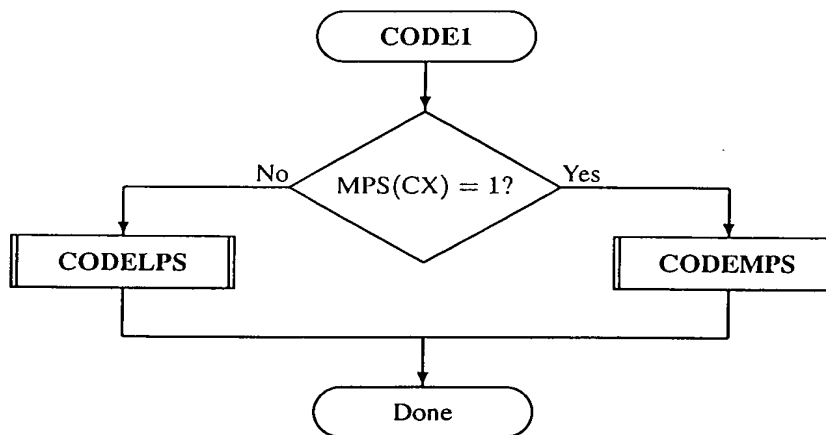 CODE1
MPS(CX) = 1?
No
Yes
CODELPS
CODEMPS
Done